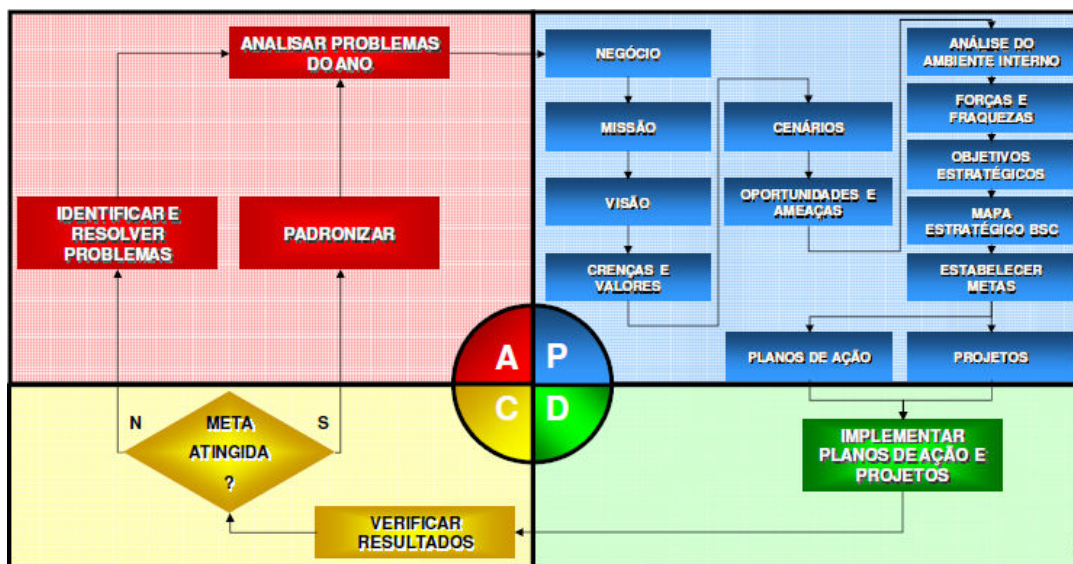 ANALISAR PROBLEMAS
DO ANO
IDENTIFICAR E
RESOLVER
PROBLEMAS
PADRONIZAR
NEGÓCIO
MISSÃO
VISÃO
CRENÇAS E
VALORES
CENÁRIOS
OPORTUNIDADES E
AMEAÇAS
ANÁLISE DO
AMBIENTE INTERNO
FORÇAS E
FRAQUEZAS
OBJETIVOS
ESTRATÉGICOS
MAPA
ESTRATÉGICO BSC
ESTABELECER
METAS
PLANOS DE AÇÃO
PROJETOS
A
P
C
D
IMPLEMENTAR
PLANOS DE AÇÃO E
PROJETOS
VERIFICAR
RESULTADOS
N
META
ATINGIDA
?
S